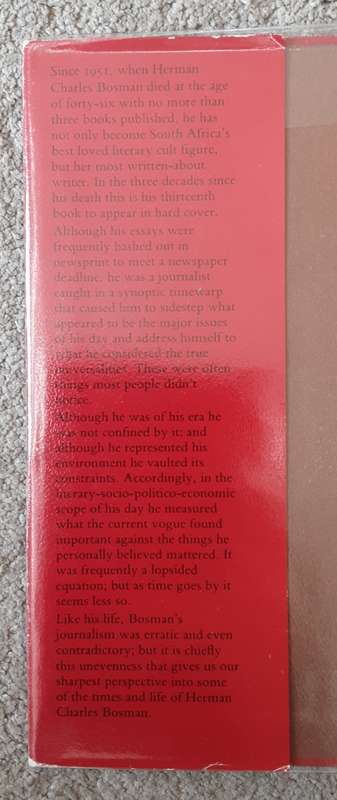 Since 1951, when Herman
Charles Bosman died at the age
of forty-six with no more than
three books published, he has
not only become South Africa's
best loved literary cult figure,
but her most written-about
writer. In the three decades since
his death this is his thirteenth
book to appear in hard cover.
Although his essays were
frequently bashed out in
newsprint to meet a newspaper
deadline, he was a journalist
caught in a synoptic timewarp
that caused him to sidestep what
appeared to be the major issues
of his day and address himself to
what he considered the true
universalities. These were often
things most people didn't
notice.
Although he was of his era he
was not confined by it; and
although he represented his
environment he vaulted its
constraints. Accordingly, in the
literary-socio-politico-economic
scope of his day he measured
what the current vogue found
important against the things he
personally believed mattered. It
was frequently a lopsided
equation; but as time goes by it
seems less so.
Like his life, Bosman's
journalism was erratic and even
contradictory; but it is chiefly
this unevenness that gives us our
sharpest perspective into some
of the times and life of Herman
Charles Bosman.